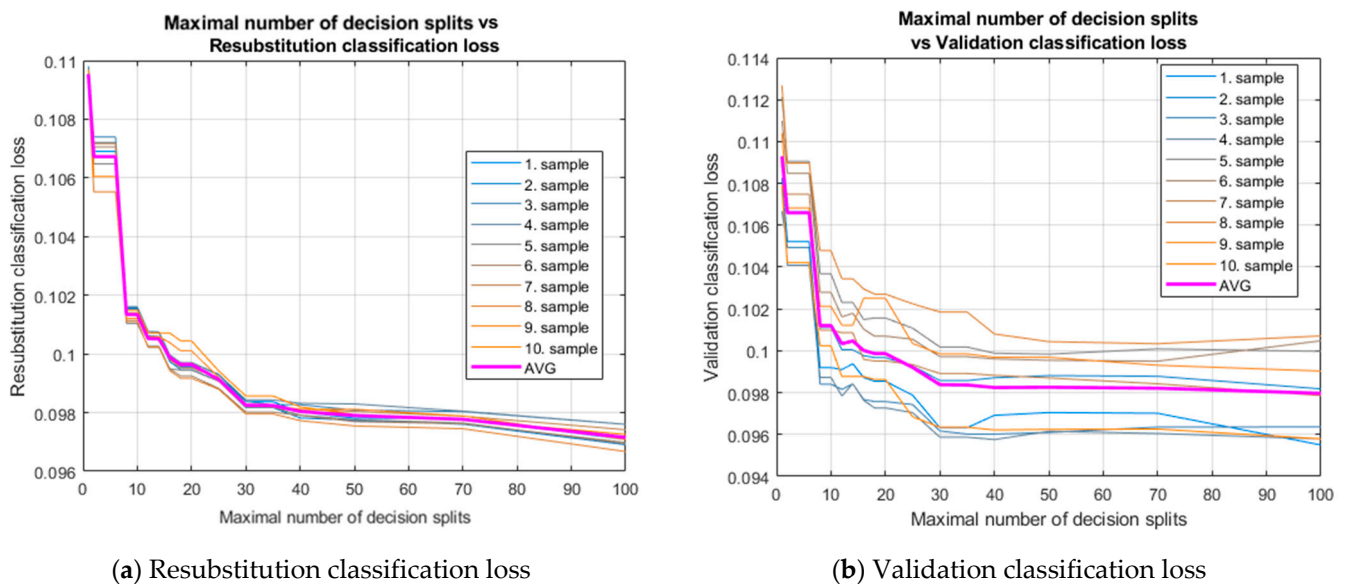 Maximal number of decision splits vs
Resubstitution classification loss
0.11
0.108
0.106
0.104
0.102
0.1
0.098
0.096
Resubstitution classification loss
1. sample
2. sample
3. sample
4. sample
5. sample
6. sample
7. sample
8. sample
9. sample
10. sample
AVG
0 10 20 30 40 50 60 70 80 90 100
Maximal number of decision splits
(a) Resubstitution classification loss
Maximal number of decision splits
vs Validation classification loss
0.114
0.112
0.11
0.108
0.106
0.104
0.102
0.1
0.098
0.096
0.094
Validation classification loss
1. sample
2. sample
3. sample
4. sample
5. sample
6. sample
7. sample
8. sample
9. sample
10. sample
AVG
0 10 20 30 40 50 60 70 80 90 100
Maximal number of decision splits
(b) Validation classification loss